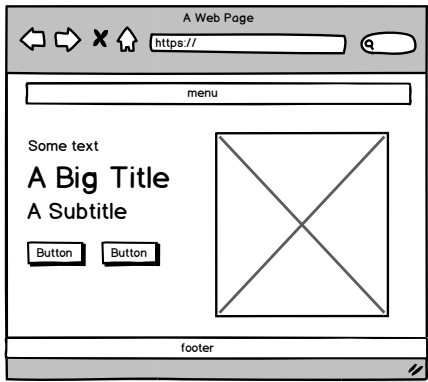 A Web Page
https://
menu
Some text
A Big Title
A Subtitle
Button Button
footer